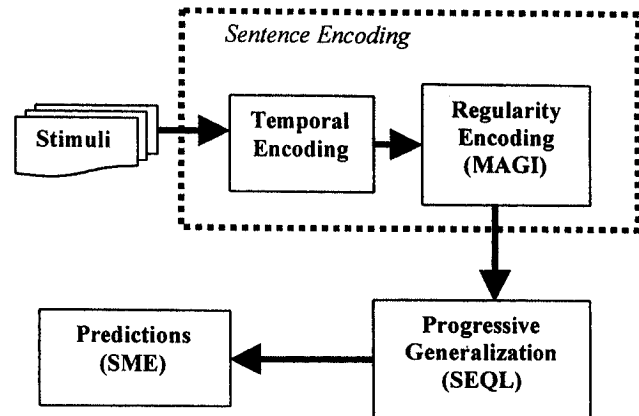 Sentence Encoding
Stimuli
Temporal
Encoding
Regularity
Encoding
(MAGI)
Predictions
(SME)
Progressive
Generalization
(SEQL)